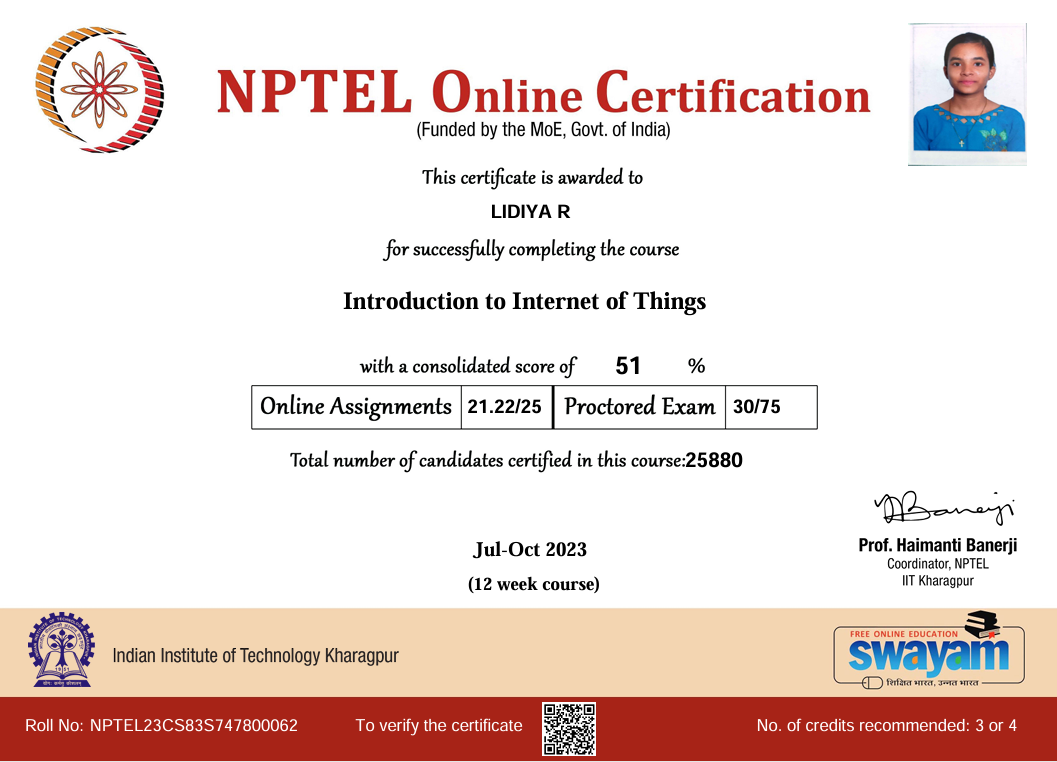 NPTEL Online Certification
(Funded by the MoE, Govt. of India)
This certificate is awarded to
LIDIYA R
for successfully completing the course
Introduction to Internet of Things
with a consolidated score of 51 %
Online Assignments 21.22/25 Proctored Exam 30/75
Total number of candidates certified in this course:25880
Banerji
Prof. Haimanti Banerji
Coordinator, NPTEL
IIT Kharagpur
Jul-Oct 2023
(12 week course)
1951
Indian Institute of Technology Kharagpur
FREE ONLINE EDUCATION
swayam
शिक्षित भारत, उन्नत भारत
Roll No: NPTEL23CS83S747800062 To verify the certificate No. of credits recommended: 3 or 4